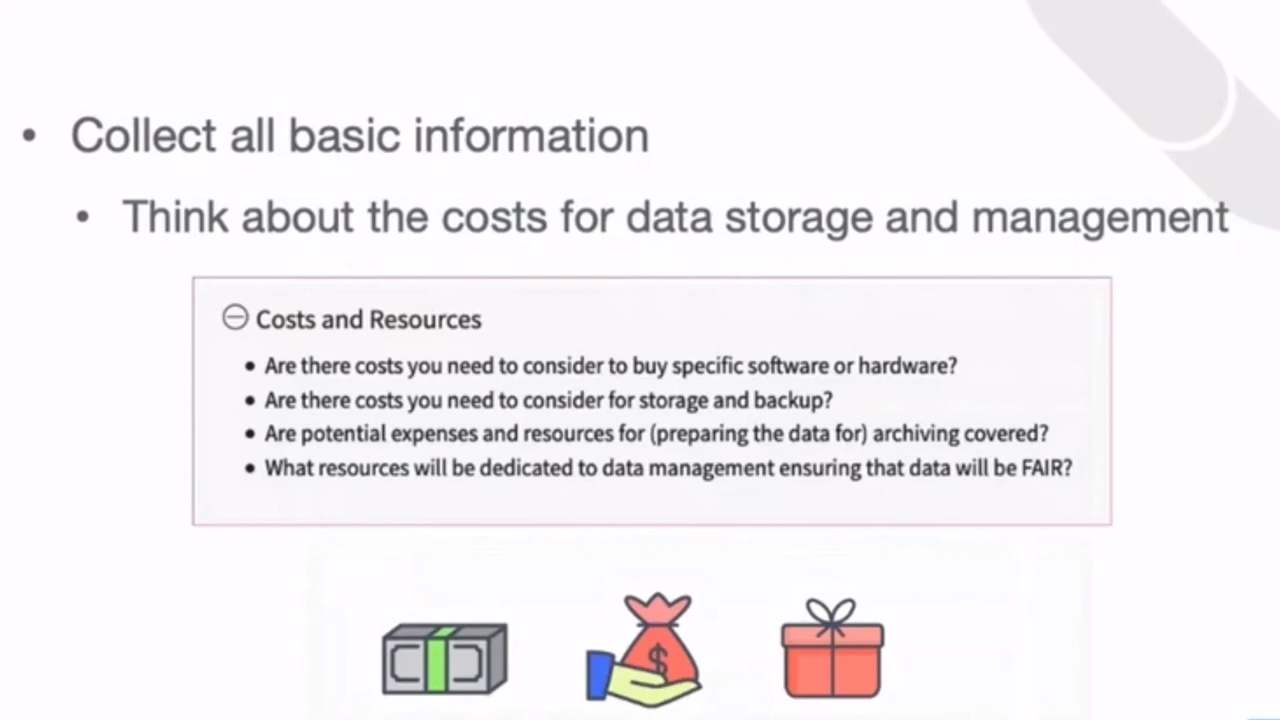 • Collect all basic information
• Think about the costs for data storage and management
Costs and Resources
• Are there costs you need to consider to buy specific software or hardware?
• Are there costs you need to consider for storage and backup?
• Are potential expenses and resources for (preparing the data for) archiving covered?
• What resources will be dedicated to data management ensuring that data will be FAIR?
$